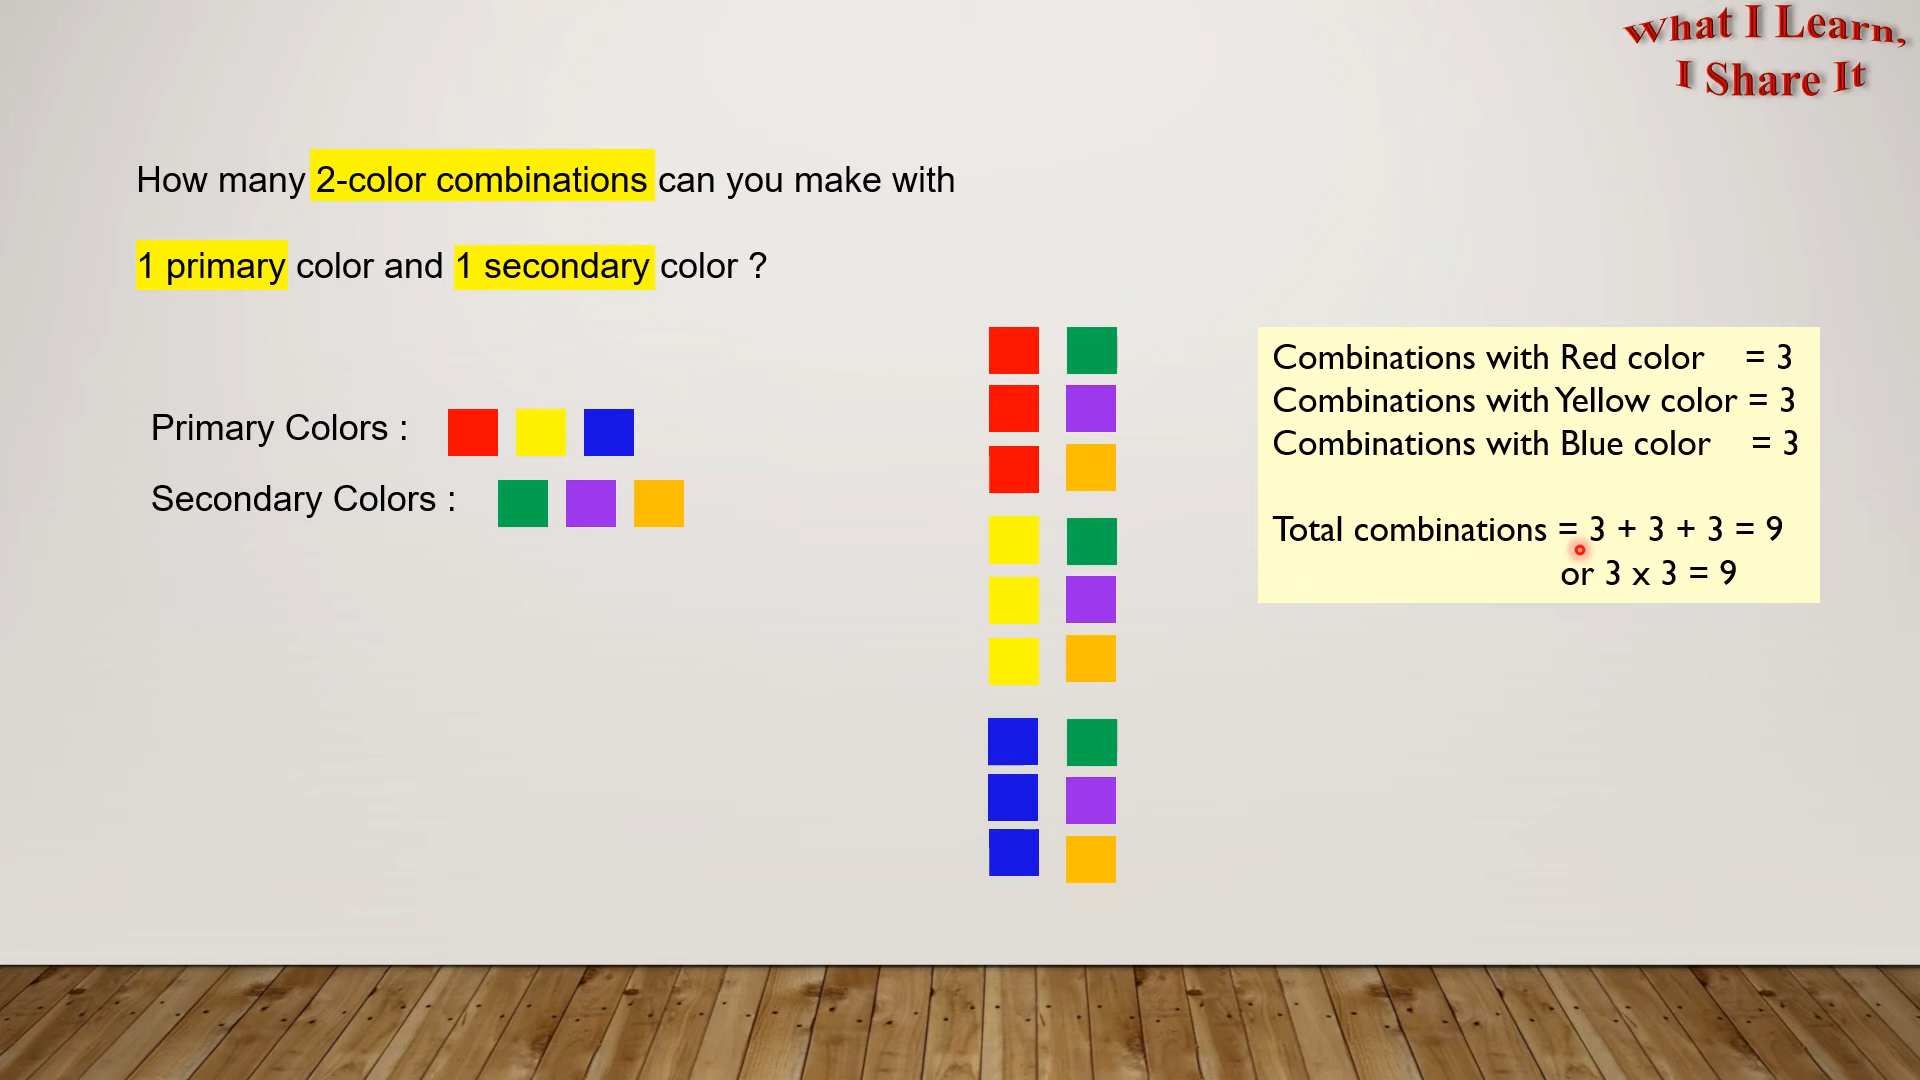 What I Learn,
I Share It
How many 2-color combinations can you make with
1 primary color and 1 secondary color ?
Primary Colors :
Secondary Colors :
Combinations with Red color = 3
Combinations with Yellow color = 3
Combinations with Blue color = 3
Total combinations = 3 + 3 + 3 = 9
or 3 x 3 = 9